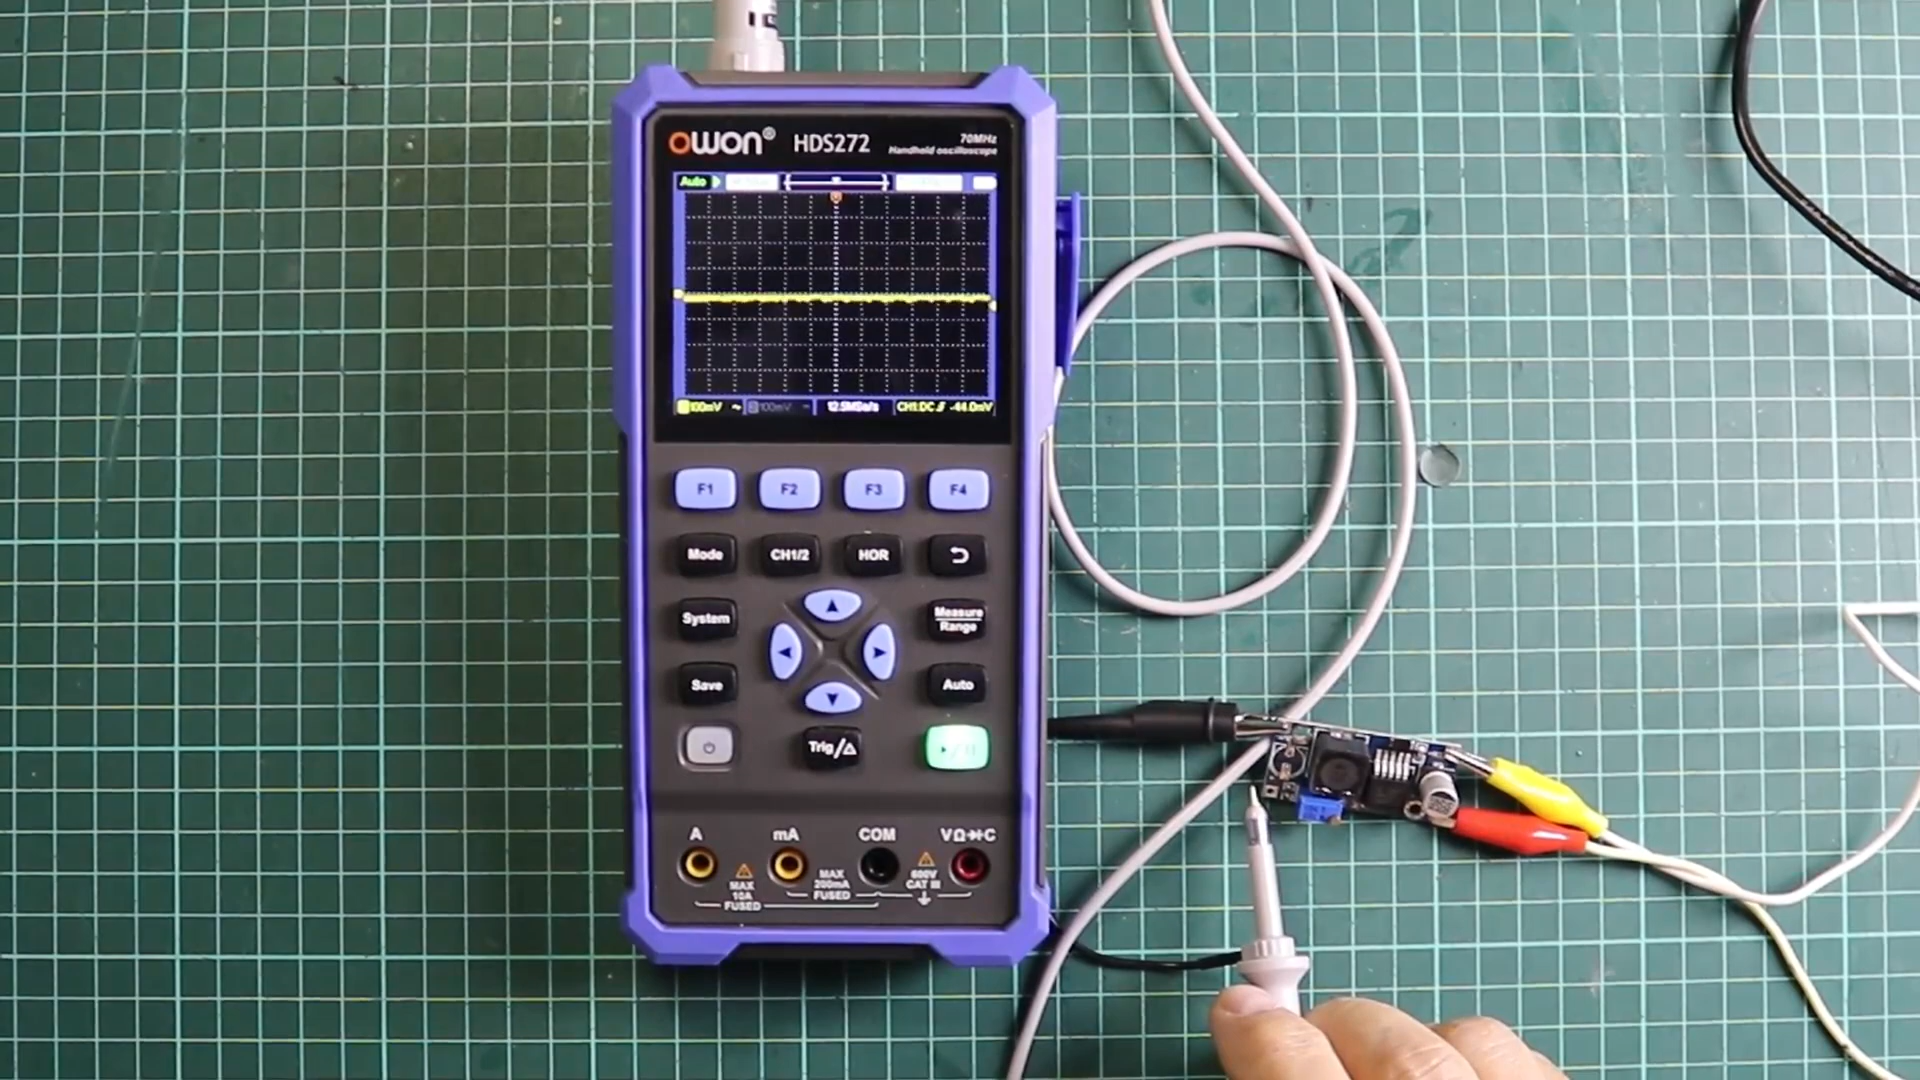 owon® HDS272
70MHz
Handheld oscilloscope
Auto
100mV
100mV
12.5MSa/s
CH1:DC
-44.0mV
F1 F2 F3 F4
Mode CH1/2 HOR
System
Measure
Range
Save
Auto
Trig/△
A mA COM VΩC
MAX
10A
FUSED
MAX
200mA
FUSED
600V
CAT III